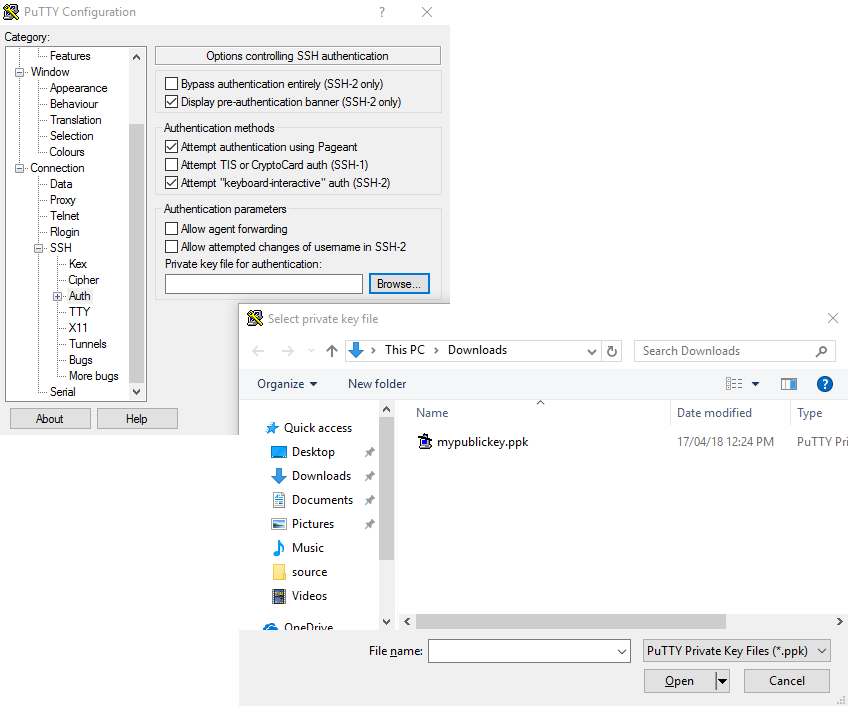 PuTTY Configuration
Category:
Features
Window
Appearance
Behaviour
Translation
Selection
Colours
Connection
Data
Proxy
Telnet
Rlogin
SSH
Kex
Cipher
Auth
TTY
X11
Tunnels
Bugs
More bugs
Serial
Options controlling SSH authentication
Bypass authentication entirely (SSH-2 only)
Display pre-authentication banner (SSH-2 only)
Authentication methods
Attempt authentication using Pageant
Attempt TIS or CryptoCard auth (SSH-1)
Attempt "keyboard-interactive" auth (SSH-2)
Authentication parameters
Allow agent forwarding
Allow attempted changes of username in SSH-2
Private key file for authentication:
Browse...
About
Help
Select private key file
This PC > Downloads
Search Downloads
Organize
New folder
Quick access
Desktop
Downloads
Documents
Pictures
Music
source
Videos
OneDrive
Name
Date modified
Type
mypublickey.ppk
17/04/18 12:24 PM
PuTTY Pri
File name:
PuTTY Private Key Files (*.ppk)
Open
Cancel